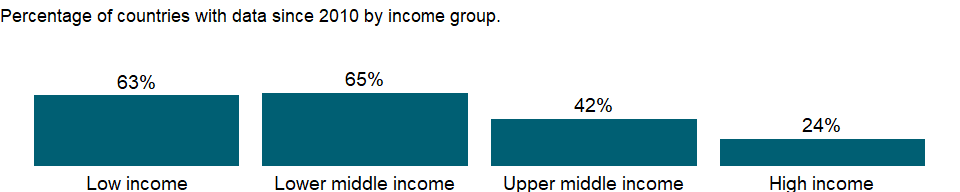 Percentage of countries with data since 2010 by income group.
63%
65%
42%
24%
Low income
Lower middle income
Upper middle income
High income